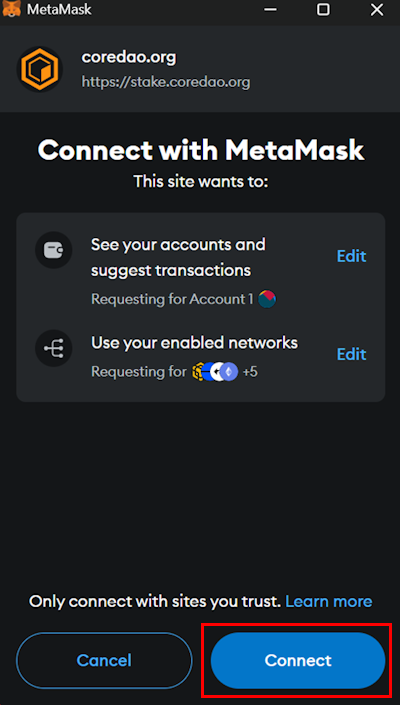 MetaMask
coredao.org
https://stake.coredao.org
Connect with MetaMask
This site wants to:
See your accounts and
suggest transactions
Edit
Requesting for Account 1
Use your enabled networks
Edit
Requesting for +5
Only connect with sites you trust. Learn more
Cancel
Connect